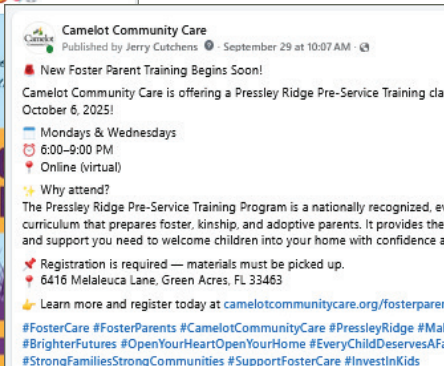 Camelot Community Care
Published by Jerry Cutchens · September 29 at 10:07 AM ·
New Foster Parent Training Begins Soon!
Camelot Community Care is offering a Pressley Ridge Pre-Service Training cla
October 6, 2025!
Mondays & Wednesdays
6:00–9:00 PM
Online (virtual)
Why attend?
The Pressley Ridge Pre-Service Training Program is a nationally recognized, ev
curriculum that prepares foster, kinship, and adoptive parents. It provides the
and support you need to welcome children into your home with confidence a
Registration is required — materials must be picked up.
6416 Melaleuca Lane, Green Acres, FL 33463
Learn more and register today at camelotcommunitycare.org/fosterparen
#FosterCare #FosterParents #CamelotCommunityCare #PressleyRidge #Mak
#BrighterFutures #OpenYourHeartOpenYourHome #EveryChildDeservesAFa
#StrongFamiliesStrongCommunities #SupportFosterCare #InvestInKids